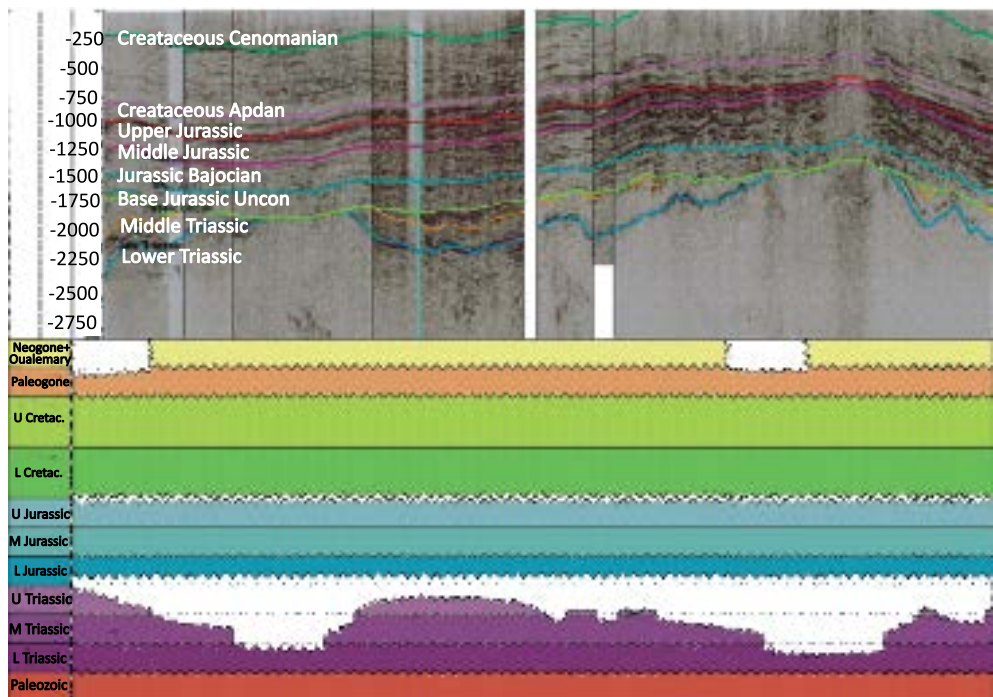 -250
Creataceous Cenomanian
-500
-750
Creataceous Apdan
-1000
Upper Jurassic
Middle Jurassic
-1250
Jurassic Bajocian
-1500
Base Jurassic Uncon
-1750
Middle Triassic
-2000
Lower Triassic
-2250
-2500
-2750
Neogone+
Oualemary
Paleogone
U Cretac.
L Cretac.
U Jurassic
M Jurassic
L Jurassic
U Triassic
M Triassic
L Triassic
Paleozoic